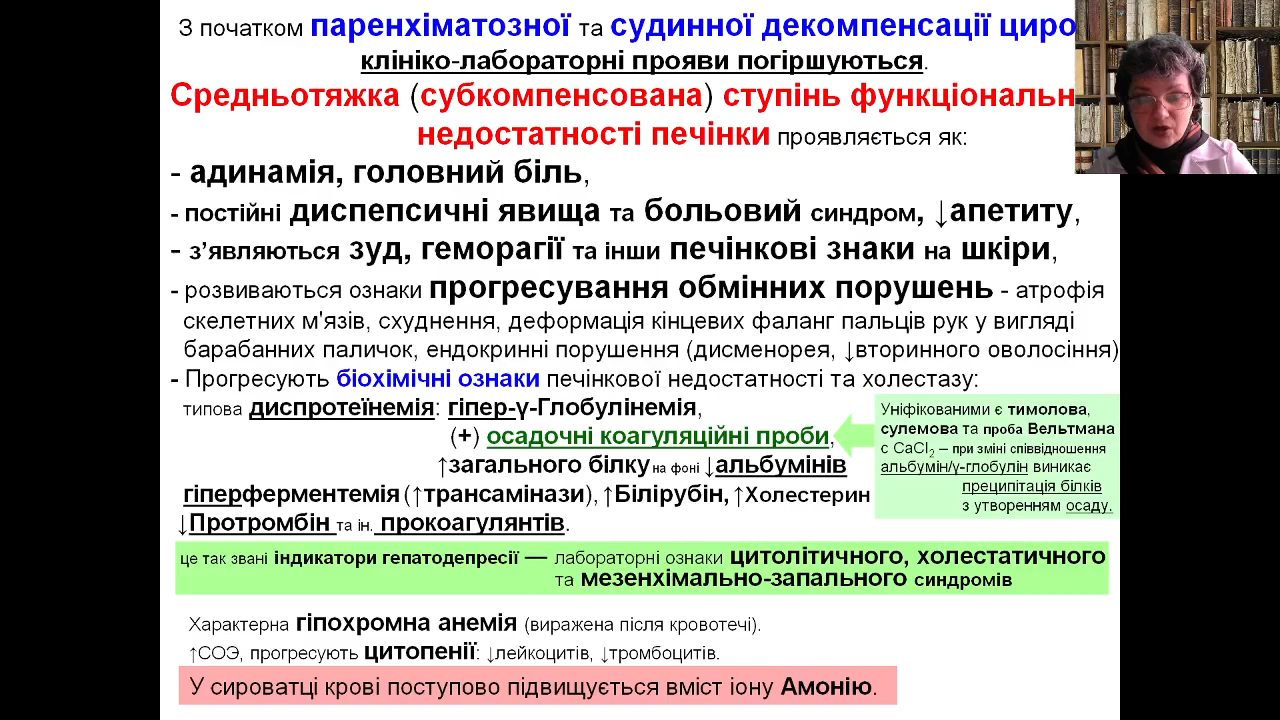 З початком паренхіматозної та судинної декомпенсації циро
клініко-лабораторні прояви погіршуються.
Средньотяжка (субкомпенсована) ступінь функціональн
недостатності печінки проявляється як:
- адинамія, головний біль,
- постійні диспепсичні явища та больовий синдром, ↓апетиту,
- з’являються зуд, геморагії та інши печінкові знаки на шкіри,
- розвиваються ознаки прогресування обмінних порушень - атрофія
скелетних м'язів, схуднення, деформація кінцевих фаланг пальців рук у вигляді
барабанних паличок, ендокринні порушення (дисменорея, ↓вторинного оволосіння)
- Прогресують біохімічні ознаки печінкової недостатності та холестазу:
типова диспротеїнемія: гіпер-γ-Глобулінемія,
(+) осадочні коагуляційні проби,
↑загального білку на фоні ↓альбумінів
гіперферментемія (↑трансамінази), ↑Білірубін, ↑Холестерин
↓Протромбін та ін. прокоагулянтів.
Уніфікованими є тимолова,
сулемова та проба Вельтмана
с CaCl₂ – при зміні співвідношення
альбумін/γ-глобулін виникає
преципітація білків
з утворенням осаду.
це так звані індикатори гепатодепресії — лабораторні ознаки цитолітичного, холестатичного
та мезенхімально-запального синдромів
Характерна гіпохромна анемія (виражена після кровотечі).
↑СОЭ, прогресують цитопенії: ↓лейкоцитів, ↓тромбоцитів.
У сироватці крові поступово підвищується вміст іону Амонію.